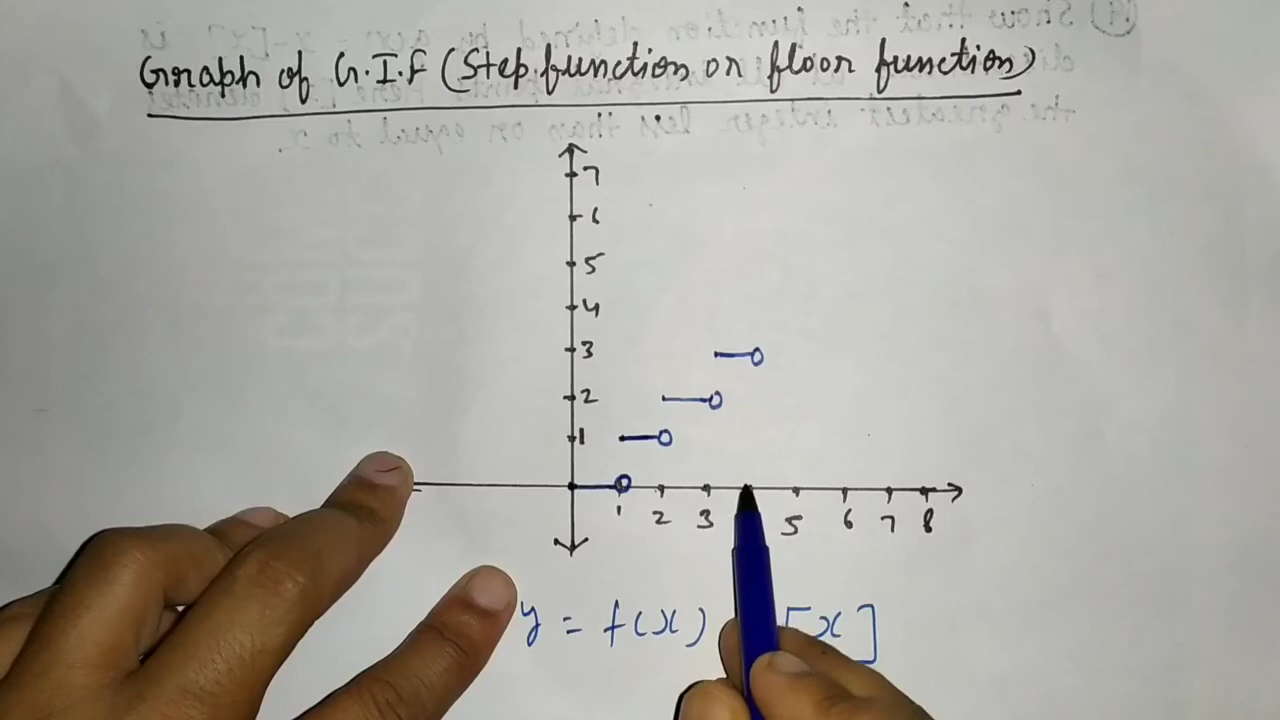 Graph of G.I.F (Step function or floor function)
7
6
5
4
3
2
1
1 2 3 5 6 7 8
y = f(x) [x]